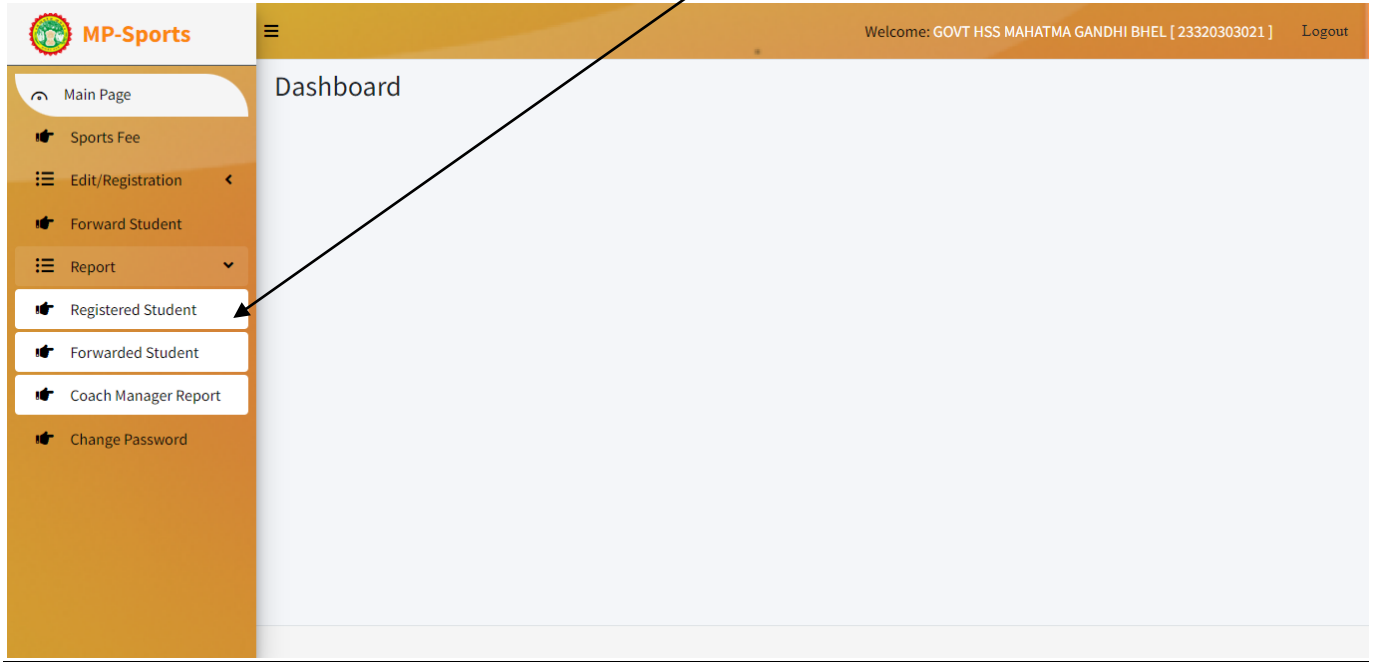 MP-Sports
Welcome: GOVT HSS MAHATMA GANDHI BHEL [ 23320303021 ] Logout
Main Page
Dashboard
Sports Fee
Edit/Registration
Forward Student
Report
Registered Student
Forwarded Student
Coach Manager Report
Change Password